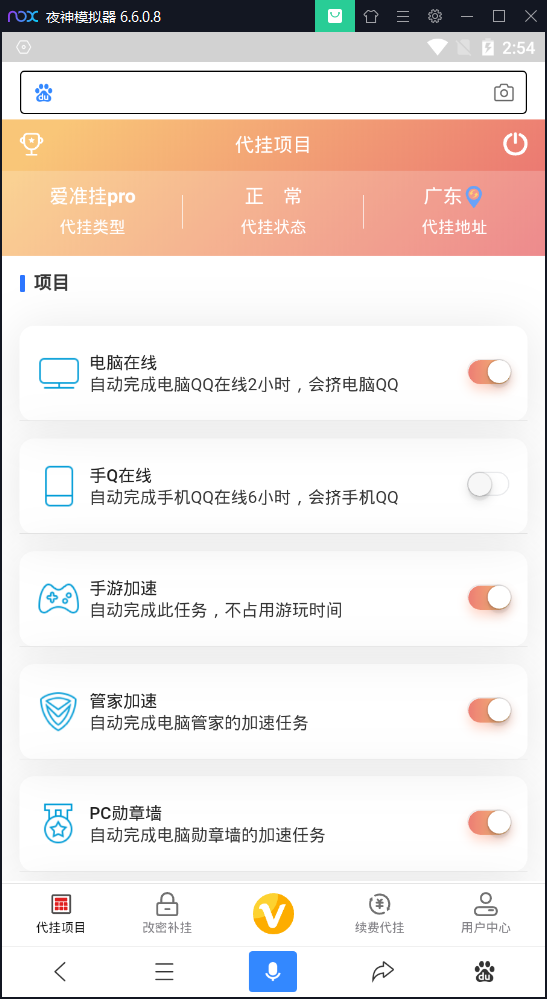 nox 夜神模拟器 6.6.0.8
2:54
du
代挂项目
爱准挂pro 正 常 广东
代挂类型 代挂状态 代挂地址
项目
电脑在线
自动完成电脑QQ在线2小时，会挤电脑QQ
手Q在线
自动完成手机QQ在线6小时，会挤手机QQ
手游加速
自动完成此任务，不占用游玩时间
管家加速
自动完成电脑管家的加速任务
PC勋章墙
自动完成电脑勋章墙的加速任务
代挂项目 改密补挂 V 续费代挂 用户中心
du